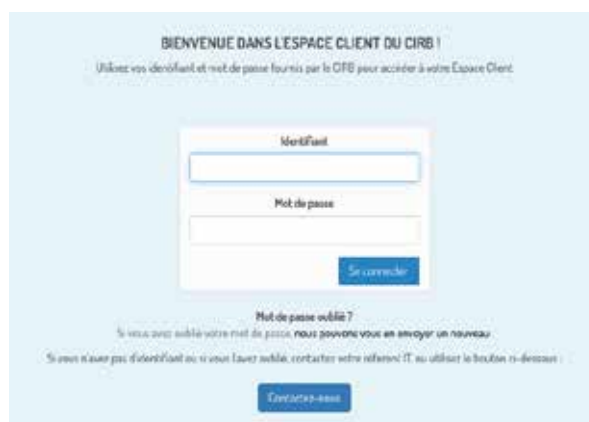 BIENVENUE DANS L'ESPACE CLIENT DU CIRB !
Utilisez vos identifiant et mot de passe fournis par le CIRB pour accéder à votre Espace Client.
Identifiant
Mot de passe
Se connecter
Mot de passe oublié ?
Si vous avez oublié votre mot de passe, nous pouvons vous en envoyer un nouveau.
Si vous n'avez pas d'identifiant ou si vous l'avez oublié, contactez votre référent IT, ou utilisez le bouton ci-dessous :
Contactez-nous